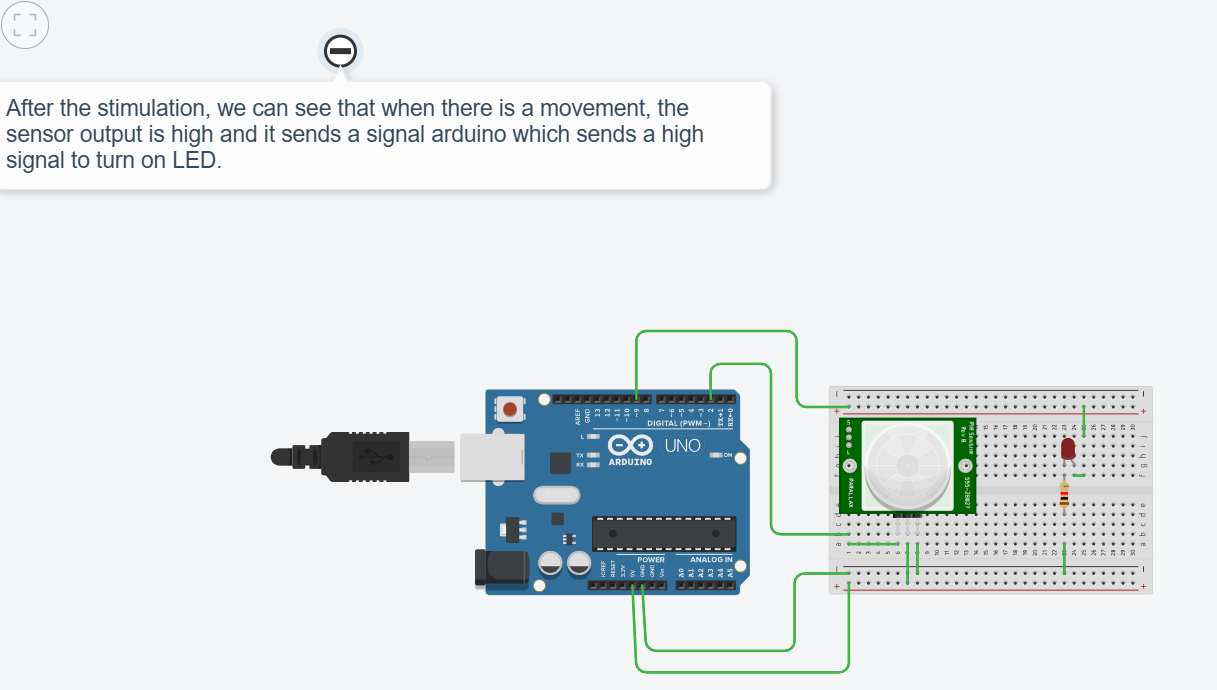 After the stimulation, we can see that when there is a movement, the
sensor output is high and it sends a signal arduino which sends a high
signal to turn on LED.
AREF
GND
13
12
~11
~10
~9
8
7
~6
~5
4
~3
2
TX→1
RX←0
DIGITAL (PWM~)
L
TX
RX
UNO
ON
ARDUINO
POWER
ANALOG IN
IOREF
RESET
3.3V
5V
GND
GND
Vin
A0
A1
A2
A3
A4
A5
PIR Sensor
Rev B
PARALLAX
555-28027